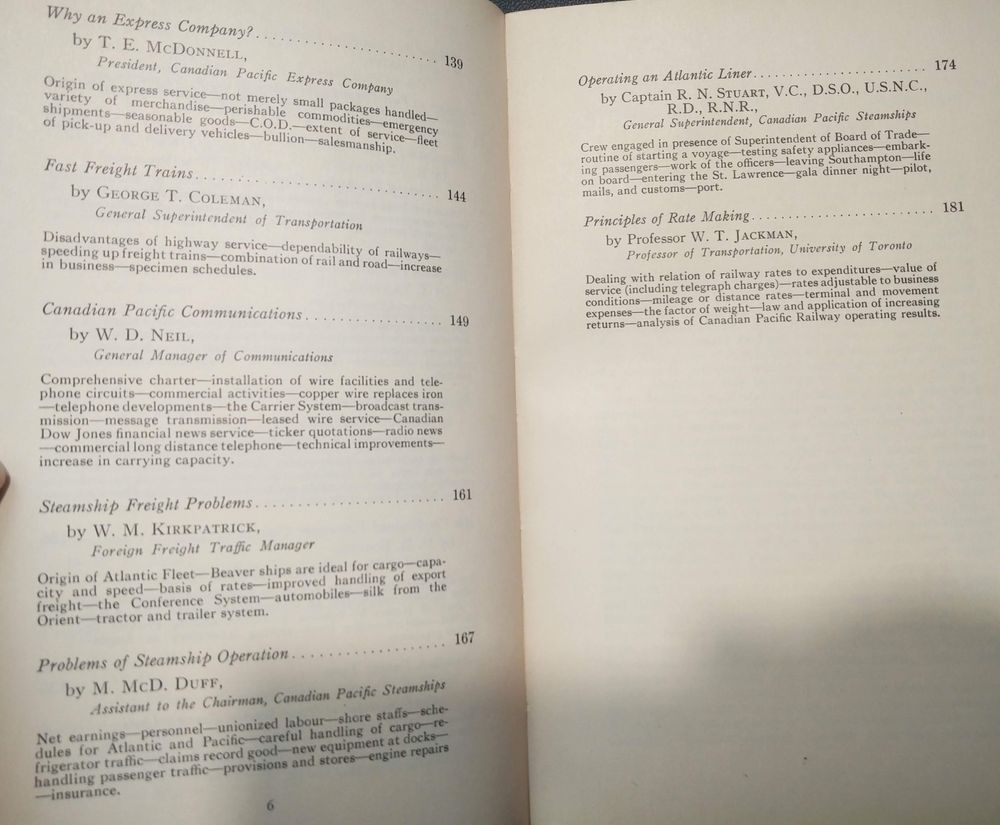 Why an Express Company? . . . . . . . . . . . . . . . . . . . . . . . . 139
by T. E. McDonnell,
President, Canadian Pacific Express Company
Origin of express service—not merely small packages handled—
variety of merchandise—perishable commodities—emergency
shipments—seasonable goods—C.O.D.—extent of service—fleet
of pick-up and delivery vehicles—bullion—salesmanship.
Fast Freight Trains . . . . . . . . . . . . . . . . . . . . . . . . 144
by George T. Coleman,
General Superintendent of Transportation
Disadvantages of highway service—dependability of railways—
speeding up freight trains—combination of rail and road—increase
in business—specimen schedules.
Canadian Pacific Communications . . . . . . . . . . . . . . . . 149
by W. D. Neil,
General Manager of Communications
Comprehensive charter—installation of wire facilities and tele-
phone circuits—commercial activities—copper wire replaces iron
—telephone developments—the Carrier System—broadcast trans-
mission—message transmission—leased wire service—Canadian
Dow Jones financial news service—ticker quotations—radio news
—commercial long distance telephone—technical improvements—
increase in carrying capacity.
Steamship Freight Problems . . . . . . . . . . . . . . . . . . . . 161
by W. M. Kirkpatrick,
Foreign Freight Traffic Manager
Origin of Atlantic Fleet—Beaver ships are ideal for cargo—capa-
city and speed—basis of rates—improved handling of export
freight—the Conference System—automobiles—silk from the
Orient—tractor and trailer system.
Problems of Steamship Operation . . . . . . . . . . . . . . . . 167
by M. McD. Duff,
Assistant to the Chairman, Canadian Pacific Steamships
Net earnings—personnel—unionized labour—shore staffs—sche-
dules for Atlantic and Pacific—careful handling of cargo—re-
frigerator traffic—claims record good—new equipment at docks—
handling passenger traffic—provisions and stores—engine repairs
—insurance.
6
Operating an Atlantic Liner . . . . . . . . . . . . . . . . . . . . . . . . 174
by Captain R. N. Stuart, V.C., D.S.O., U.S.N.C.,
R.D., R.N.R.,
General Superintendent, Canadian Pacific Steamships
Crew engaged in presence of Superintendent of Board of Trade—
routine of starting a voyage—testing safety appliances—embark-
ing passengers—work of the officers—leaving Southampton—life
on board—entering the St. Lawrence—gala dinner night—pilot,
mails, and customs—port.
Principles of Rate Making . . . . . . . . . . . . . . . . . . . . . . . . 181
by Professor W. T. Jackman,
Professor of Transportation, University of Toronto
Dealing with relation of railway rates to expenditures—value of
service (including telegraph charges)—rates adjustable to business
conditions—mileage or distance rates—terminal and movement
expenses—the factor of weight—law and application of increasing
returns—analysis of Canadian Pacific Railway operating results.